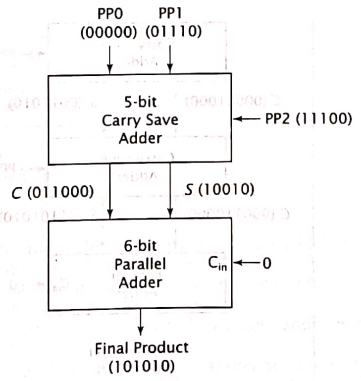 PP0 PP1
(00000) (01110)
5-bit
Carry Save
Adder
PP2 (11100)
C (011000) S (10010)
6-bit
Parallel
Adder
Cin 0
Final Product
(101010)